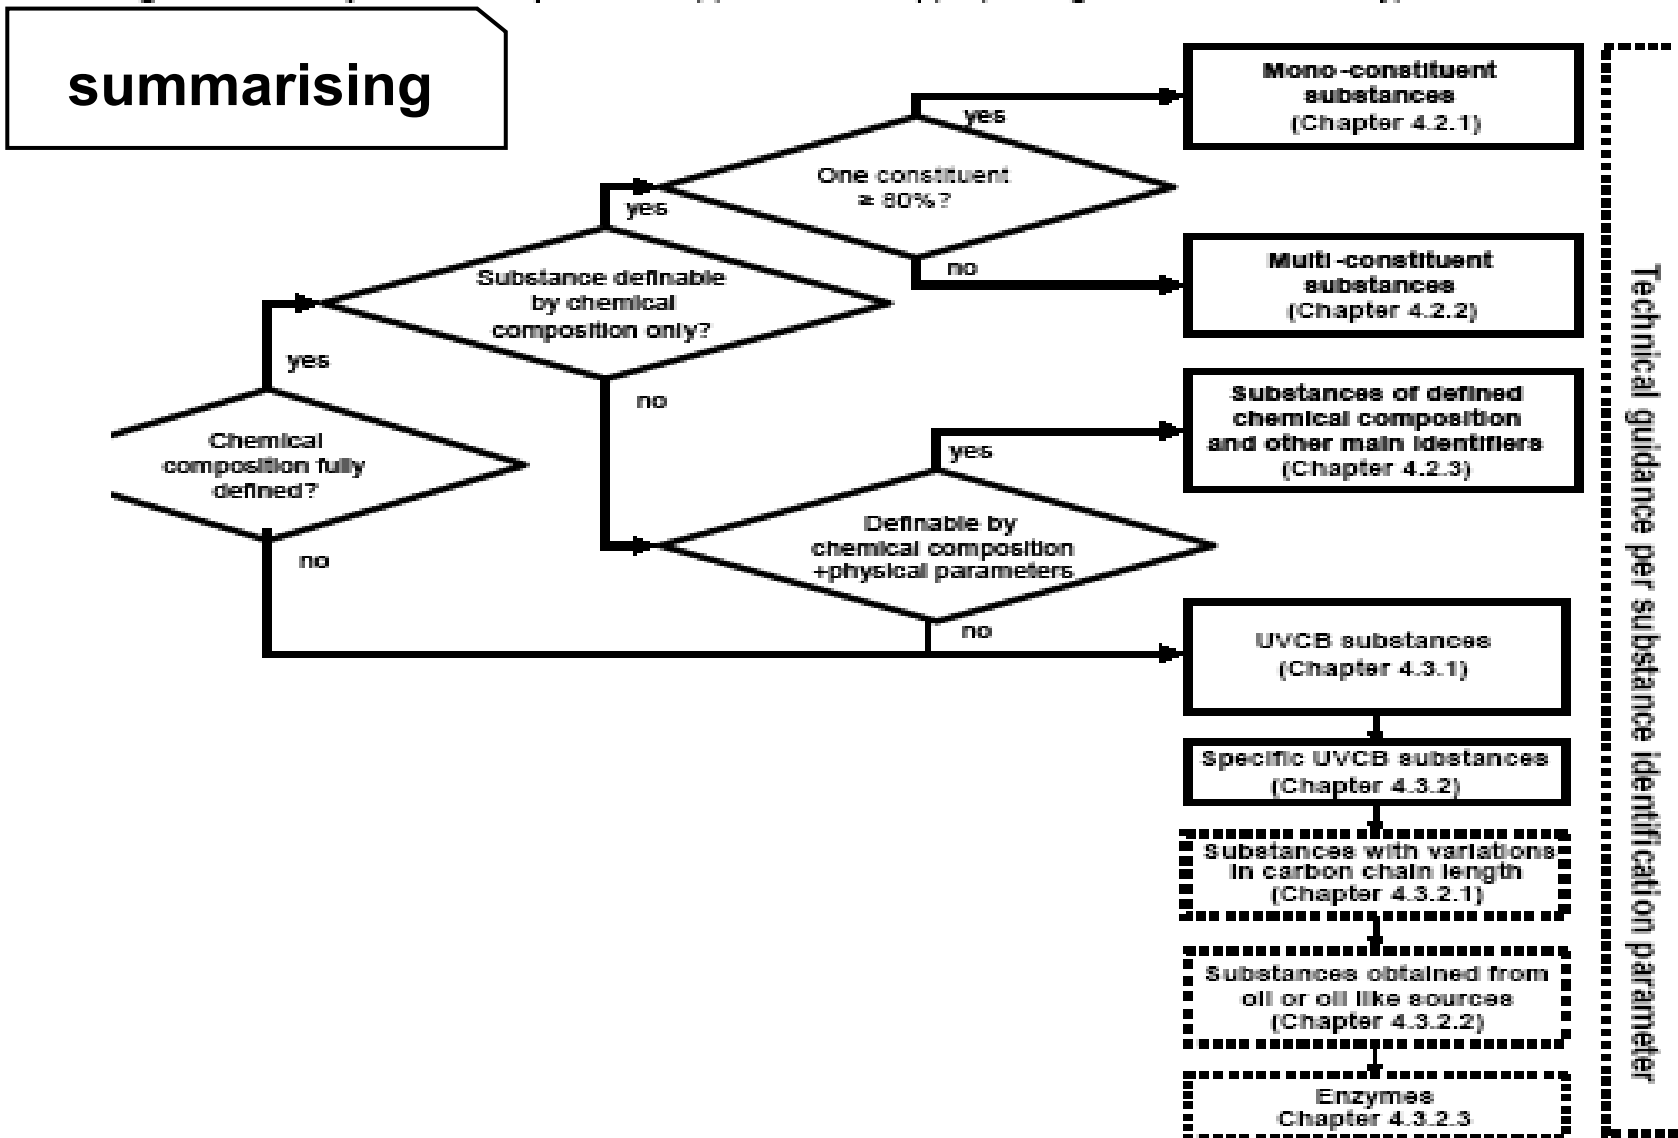 summarising
Mono-constituent
substances
(Chapter 4.2.1)
yes
One constituent
≥ 80%?
no
yes
Substance definable
by chemical
composition only?
no
Multi-constituent
substances
(Chapter 4.2.2)
yes
Chemical
composition fully
defined?
no
Substances of defined
chemical composition
and other main identifiers
(Chapter 4.2.3)
yes
Definable by
chemical composition
+physical parameters
no
UVCB substances
(Chapter 4.3.1)
Specific UVCB substances
(Chapter 4.3.2)
Substances with variations
in carbon chain length
(Chapter 4.3.2.1)
Substances obtained from
oil or oil like sources
(Chapter 4.3.2.2)
Enzymes
Chapter 4.3.2.3
Technical guidance per substance identification parameter